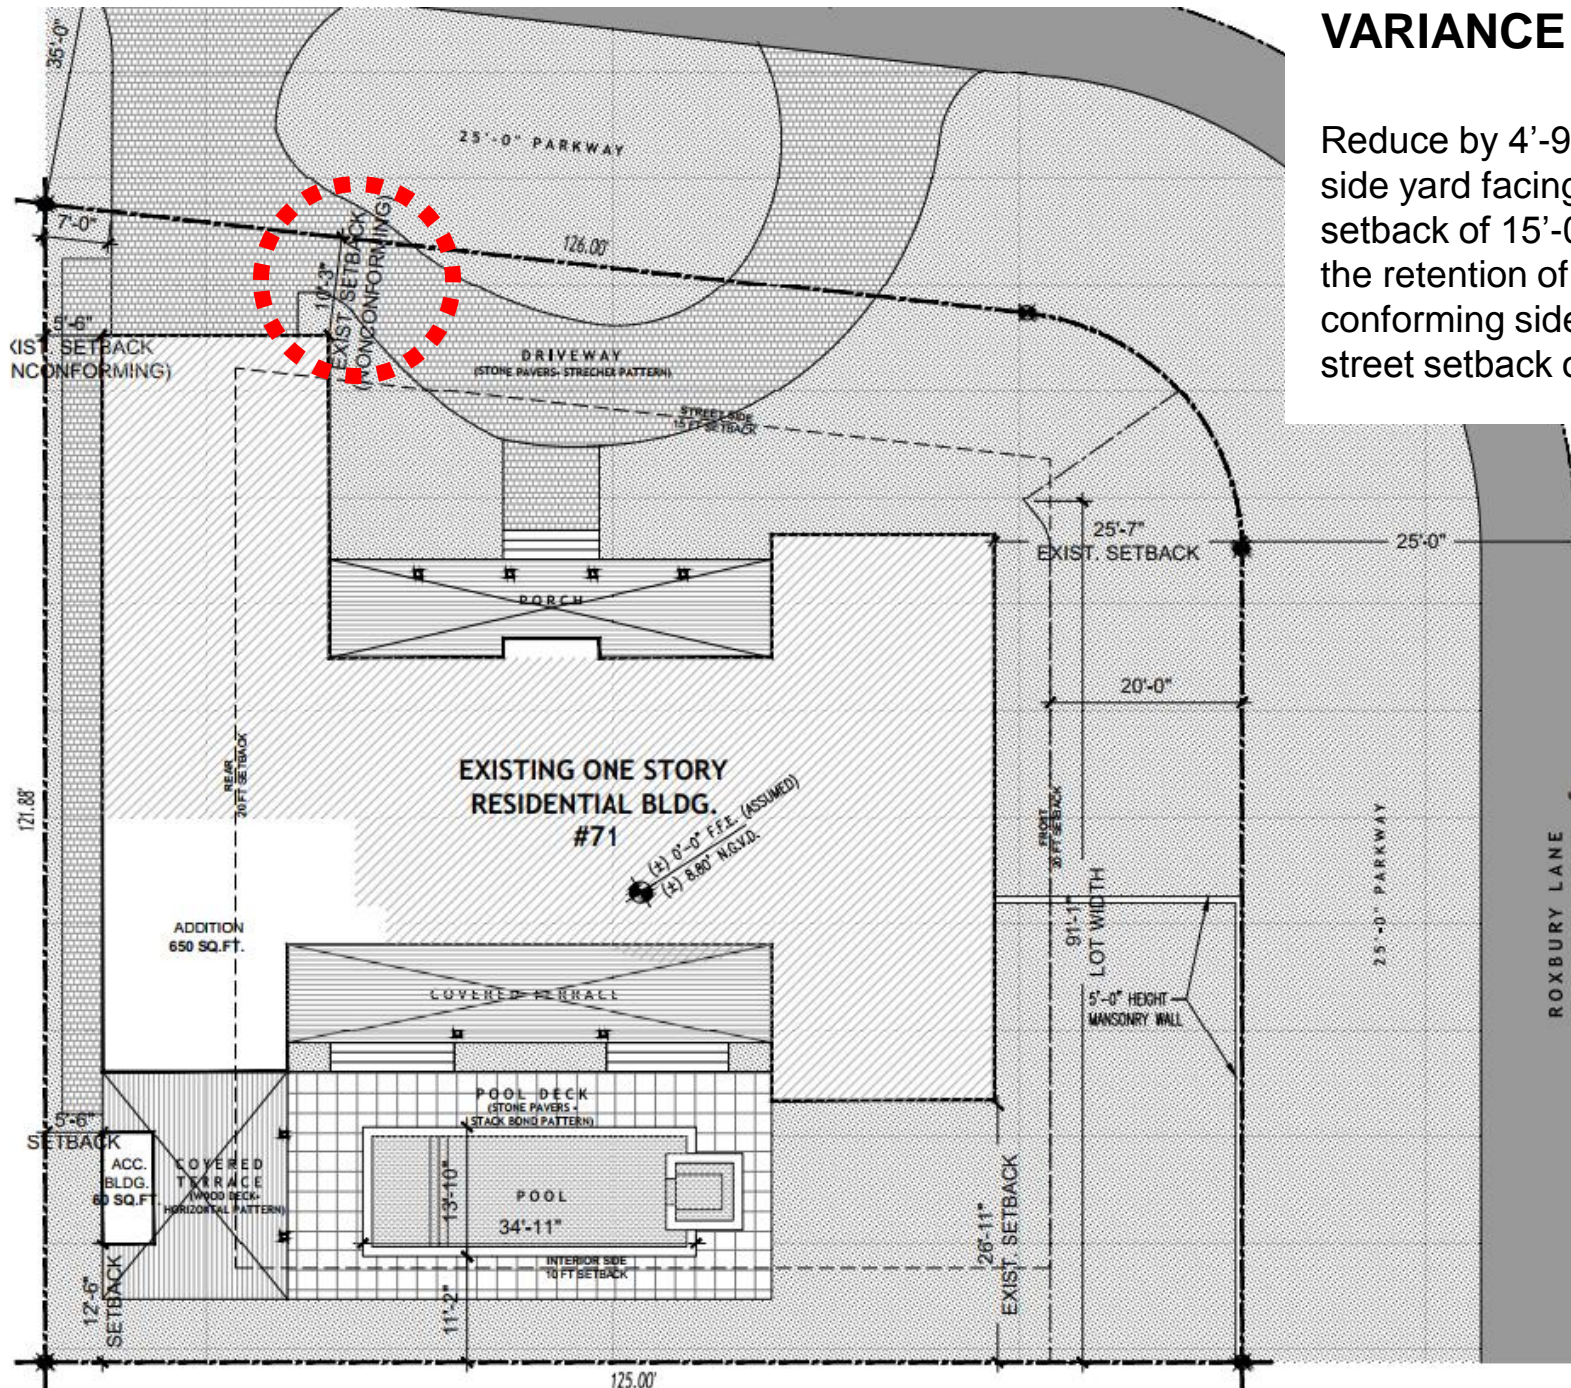 VARIANCE
Reduce by 4’-9
side yard facing
setback of 15’-0
the retention of
conforming side
street setback
35'-0"
25'-0" PARKWAY
7'-0"
126.00'
10'-3"
EXIST. SETBACK
(NONCONFORMING)
5'-6"
SETBACK
NCONFORMING)
DRIVEWAY
(STONE PAVERS- STRECHER PATTERN)
STREET SIDE
15 FT SETBACK
25'-7"
EXIST. SETBACK
25'-0"
PORCH
20'-0"
EXISTING ONE STORY
RESIDENTIAL BLDG.
#71
(±) 0'-0" F.F.E. (ASSUMED)
(±) 8.80' N.G.V.D.
REAR
20 FT SETBACK
FRONT
20 FT SETBACK
121.88'
91'-1"
LOT WIDTH
25'-0" PARKWAY
ROXBURY LANE
ADDITION
650 SQ.FT.
COVERED TERRACE
5'-0" HEIGHT
MANSONRY WALL
POOL DECK
(STONE PAVERS -
STACK BOND PATTERN)
5'-6"
SETBACK
ACC.
BLDG.
60 SQ.FT.
COVERED
TERRACE
(WOOD DECK-
HORIZONTAL PATTERN)
13'-10"
POOL
34'-11"
INTERIOR SIDE
10 FT SETBACK
26'-11"
EXIST. SETBACK
12'-6"
SETBACK
11'-2"
125.00'